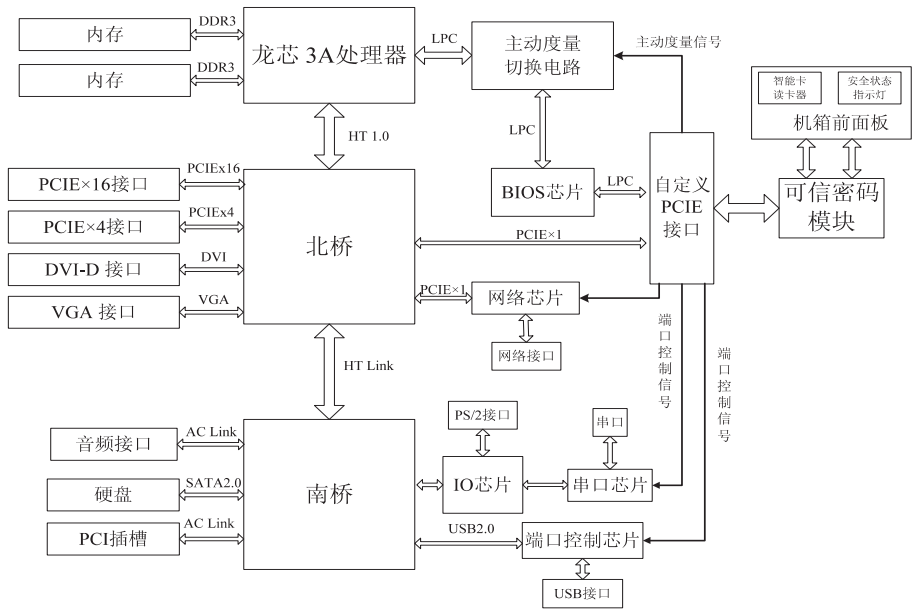 内存
DDR3
内存
DDR3
龙芯 3A处理器
LPC
主动度量
切换电路
主动度量信号
智能卡
读卡器
安全状态
指示灯
机箱前面板
HT 1.0
LPC
PCIE×16接口
PCIEx16
PCIE×4接口
PCIEx4
DVI-D 接口
DVI
VGA 接口
VGA
北桥
BIOS芯片
LPC
自定义
PCIE
接口
可信密码
模块
PCIE×1
PCIE×1
网络芯片
网络接口
端口控制信号
端口控制信号
HT Link
音频接口
AC Link
硬盘
SATA2.0
PCI插槽
AC Link
南桥
PS/2接口
串口
IO芯片
串口芯片
USB2.0
端口控制芯片
USB接口